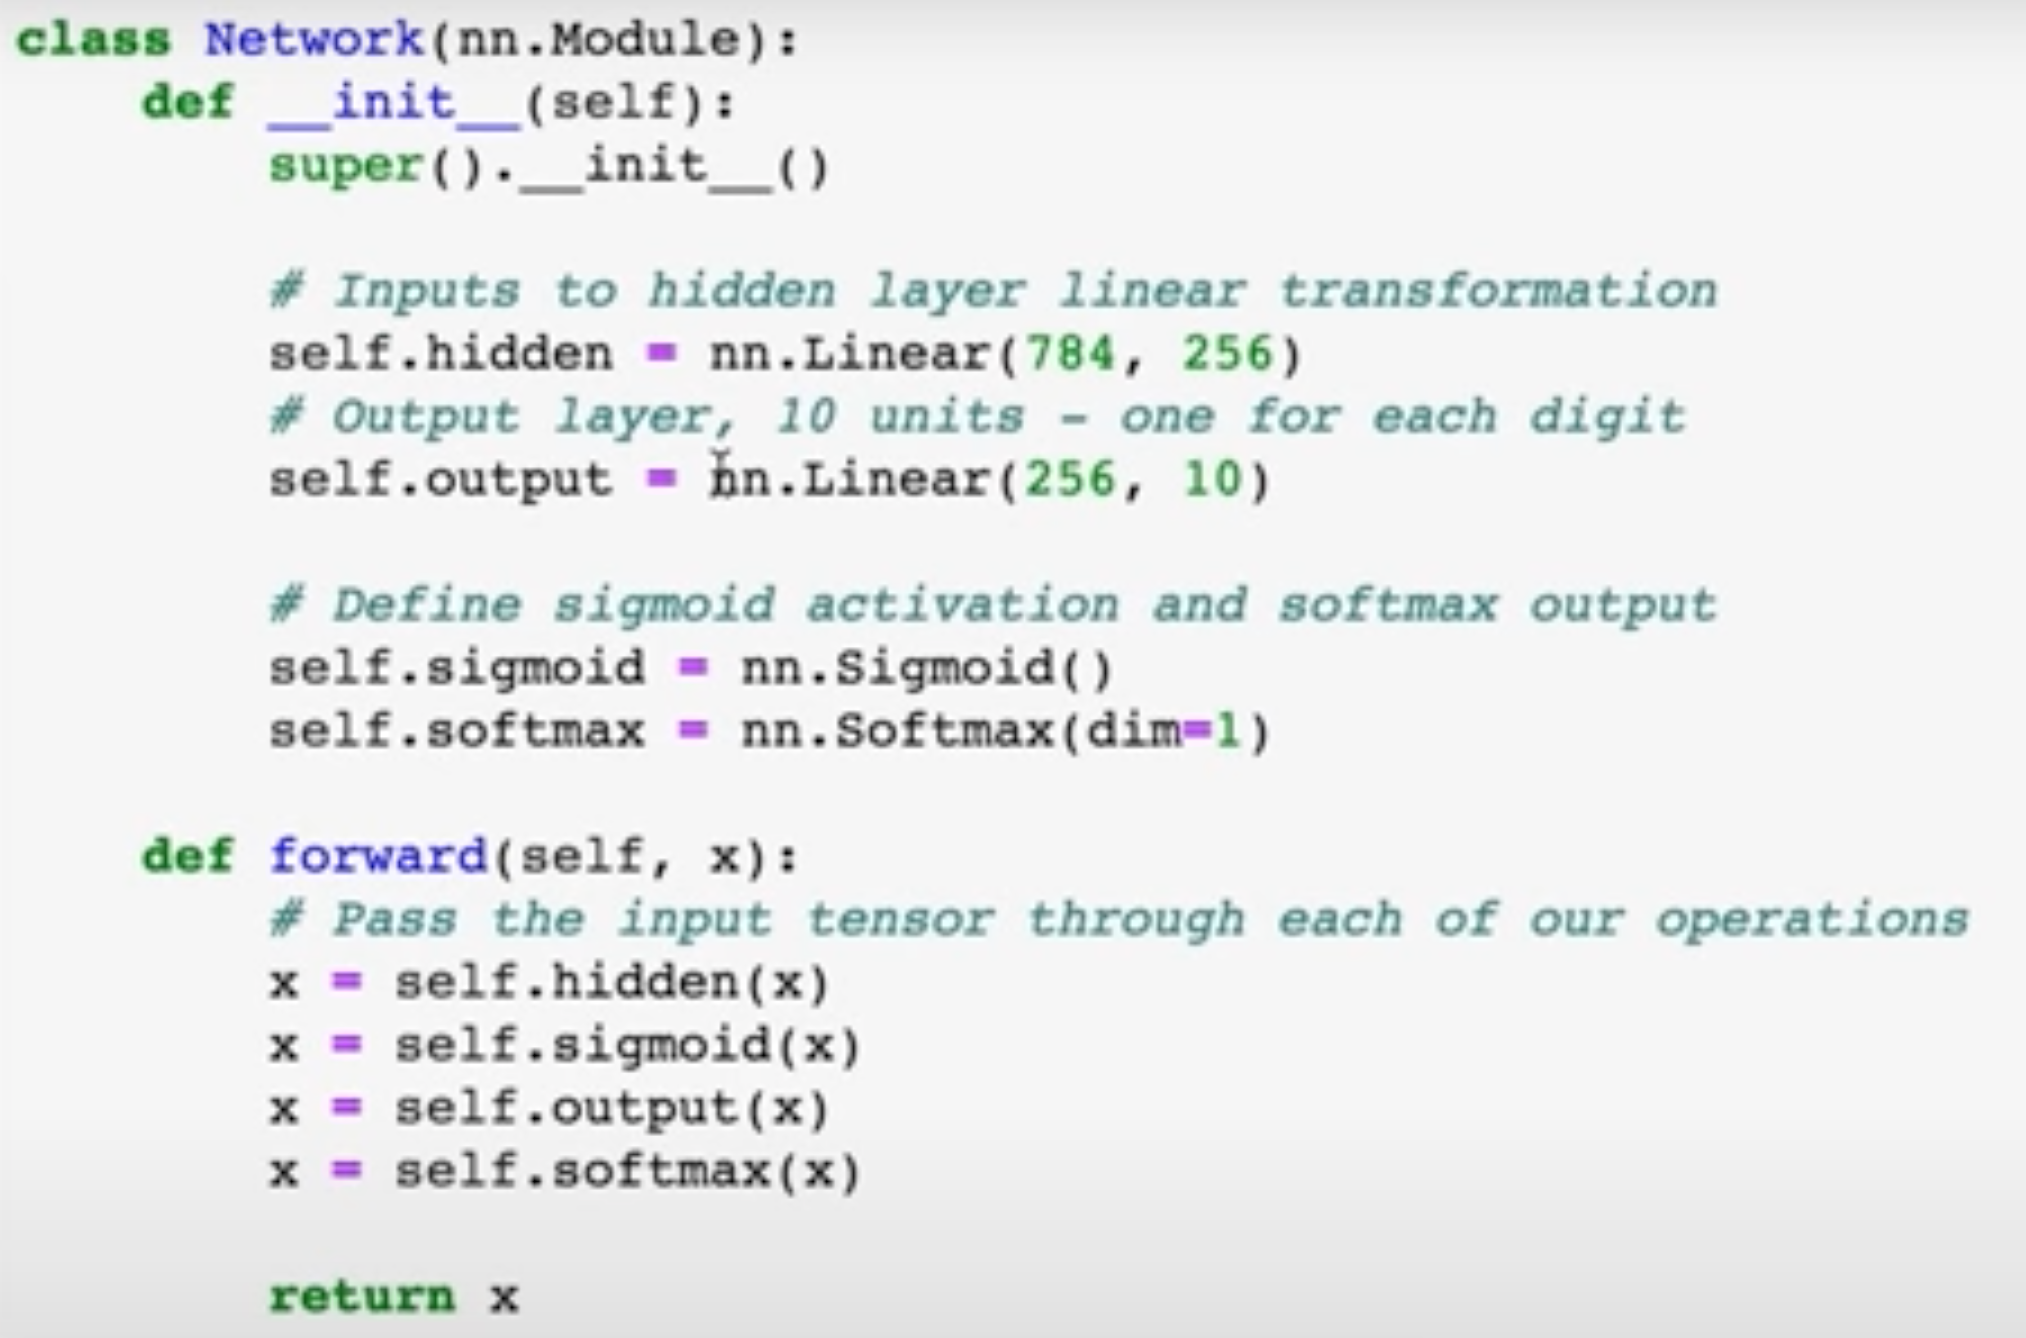 class Network(nn.Module):
    def __init__(self):
        super().__init__()

        # Inputs to hidden layer linear transformation
        self.hidden = nn.Linear(784, 256)
        # Output layer, 10 units - one for each digit
        self.output = nn.Linear(256, 10)

        # Define sigmoid activation and softmax output
        self.sigmoid = nn.Sigmoid()
        self.softmax = nn.Softmax(dim=1)

    def forward(self, x):
        # Pass the input tensor through each of our operations
        x = self.hidden(x)
        x = self.sigmoid(x)
        x = self.output(x)
        x = self.softmax(x)

        return x